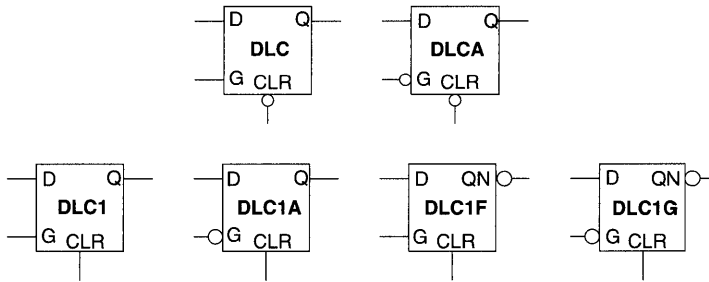 D Q D Q
DLC DLCA
G CLR G CLR
D Q D Q D QN D QN
DLC1 DLC1A DLC1F DLC1G
G CLR G CLR G CLR G CLR